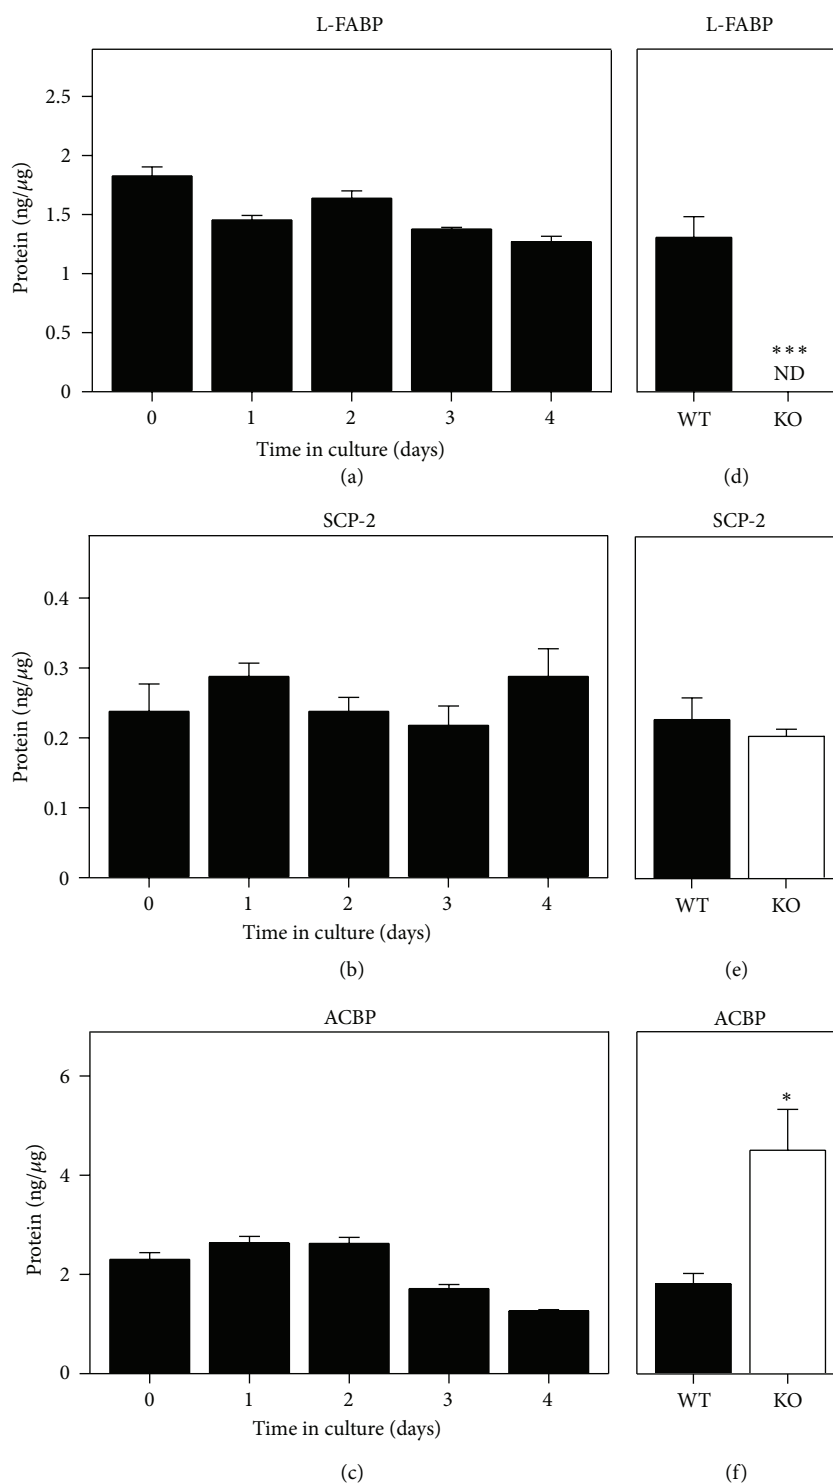 L-FABP
Protein (ng/μg)
2.5
2
1.5
1
0.5
0
0 1 2 3 4
Time in culture (days)
(a)
L-FABP
***
ND
WT KO
(d)
SCP-2
Protein (ng/μg)
0.4
0.3
0.2
0.1
0
0 1 2 3 4
Time in culture (days)
(b)
SCP-2
WT KO
(e)
ACBP
Protein (ng/μg)
6
4
2
0
0 1 2 3 4
Time in culture (days)
(c)
ACBP
*
WT KO
(f)